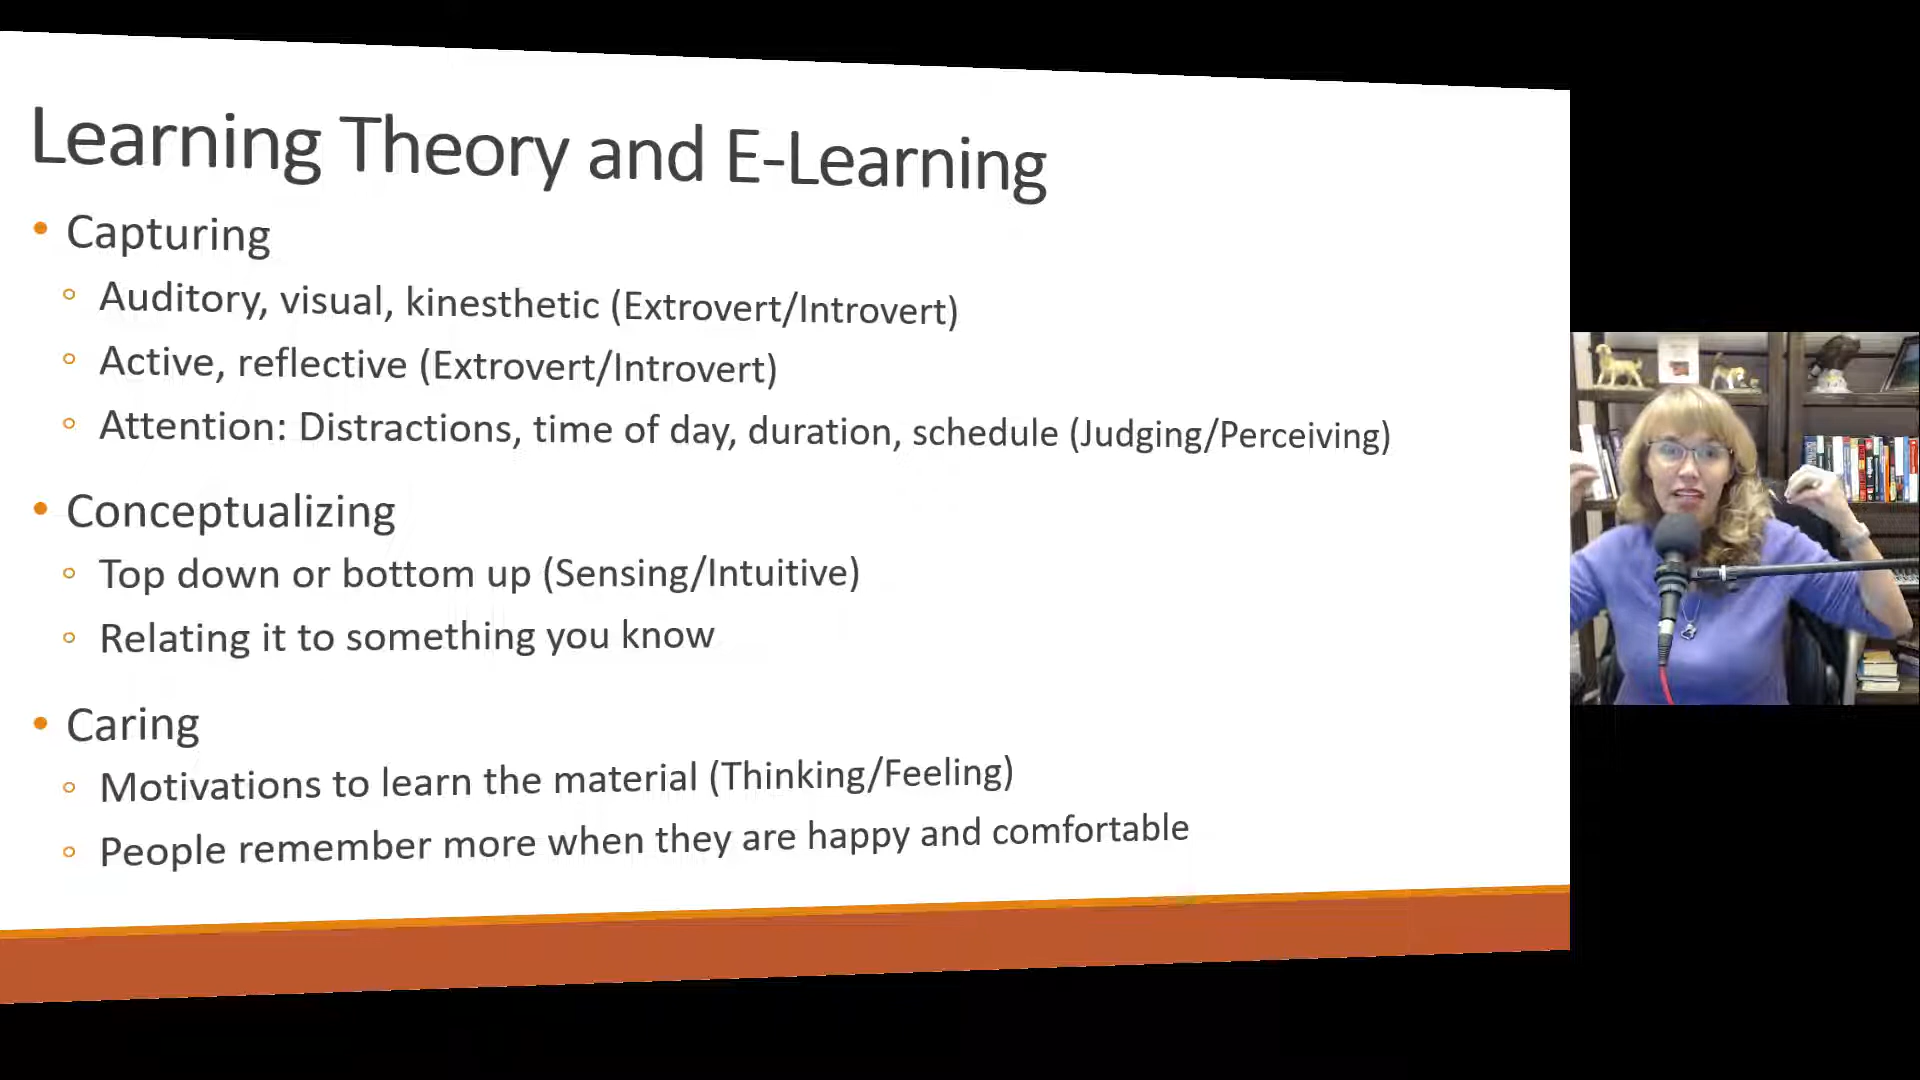 Learning Theory and E-Learning
• Capturing
◦ Auditory, visual, kinesthetic (Extrovert/Introvert)
◦ Active, reflective (Extrovert/Introvert)
◦ Attention: Distractions, time of day, duration, schedule (Judging/Perceiving)
• Conceptualizing
◦ Top down or bottom up (Sensing/Intuitive)
◦ Relating it to something you know
• Caring
◦ Motivations to learn the material (Thinking/Feeling)
◦ People remember more when they are happy and comfortable